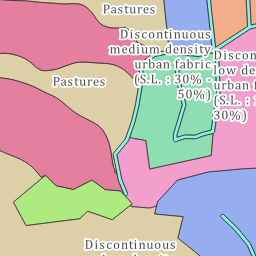 Pastures
Discontinuous
medium density
urban fabric
(S.L. : 30% -
50%)
Discon
low de
urban f
(S.L. :
30%)
Pastures
Discontinuous